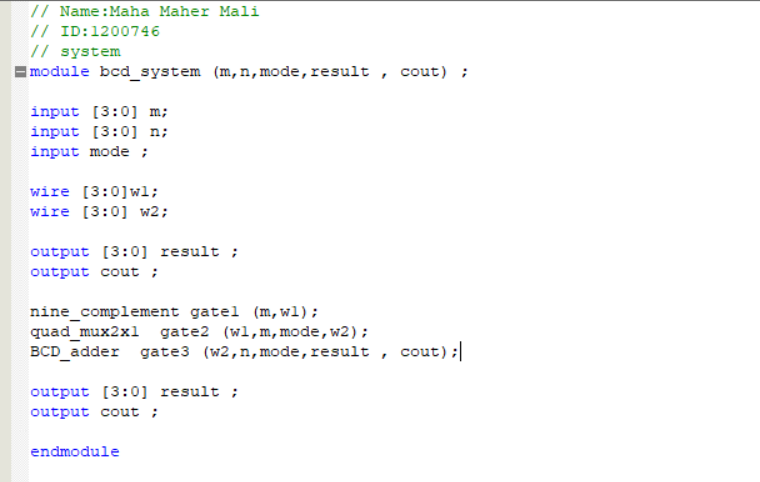 // Name:Maha Maher Mali
// ID:1200746
// system
module bcd_system (m,n,mode,result , cout) ;
input [3:0] m;
input [3:0] n;
input mode ;
wire [3:0]w1;
wire [3:0] w2;
output [3:0] result ;
output cout ;
nine_complement gate1 (m,w1);
quad_mux2x1  gate2 (w1,m,mode,w2);
BCD_adder  gate3 (w2,n,mode,result , cout);
output [3:0] result ;
output cout ;
endmodule